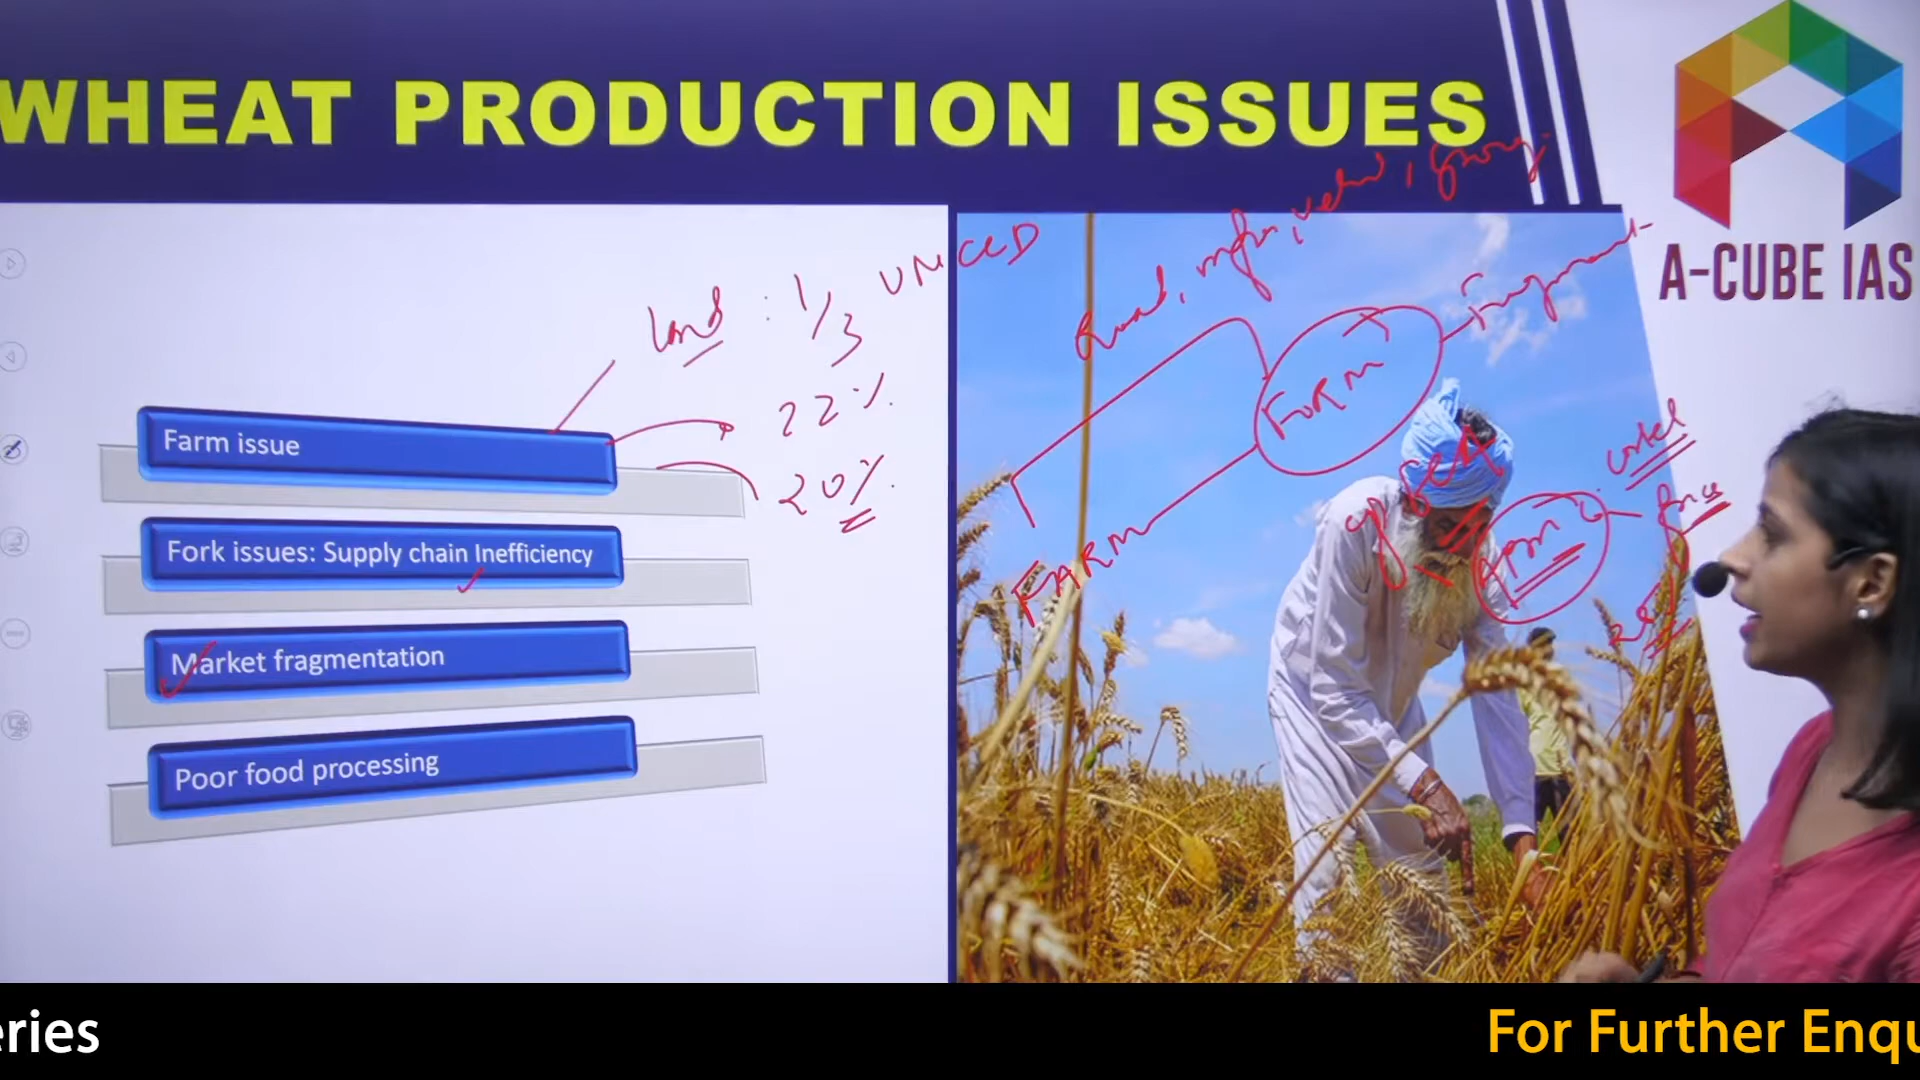 WHEAT PRODUCTION ISSUES
A-CUBE IAS
Land : 1/3 UNCCD
22%
20%
Farm issue
Fork issues: Supply chain Inefficiency
Market fragmentation
Poor food processing
FORM
FARM
eries
For Further Enqu